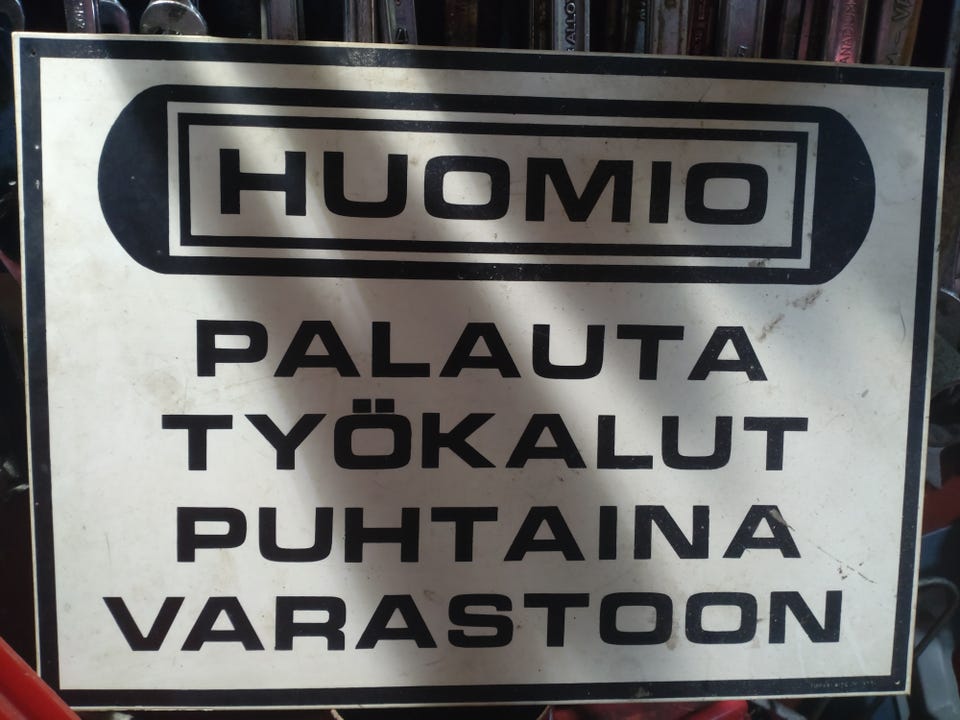 HUOMIO
PALAUTA
TYÖKALUT
PUHTAINA
VARASTOON